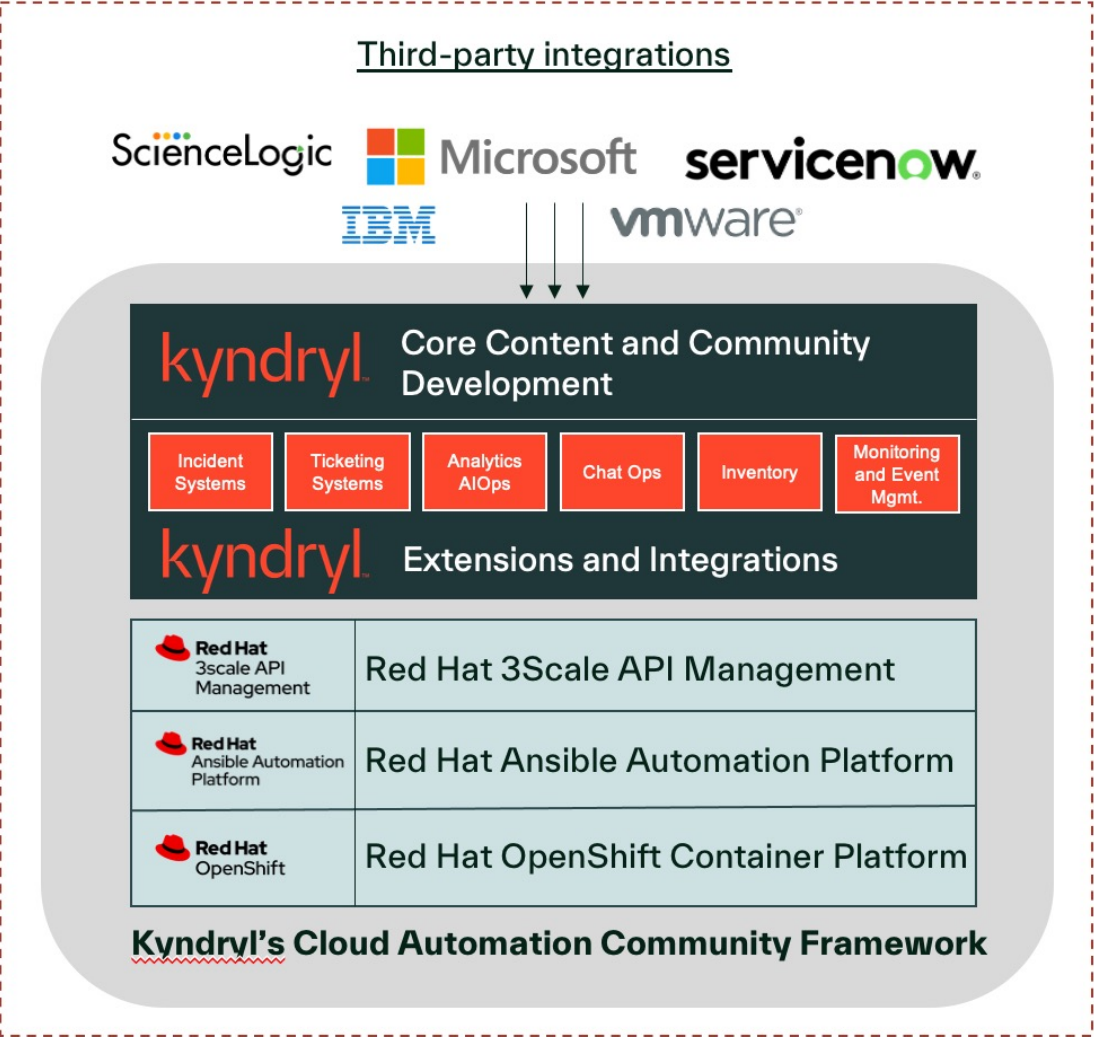 Third-party integrations
ScienceLogic
Microsoft
servicenow®
IBM
vmware®
kyndryl™
Core Content and Community
Development
Incident
Systems
Ticketing
Systems
Analytics
AIOps
Chat Ops
Inventory
Monitoring
and Event
Mgmt.
kyndryl™
Extensions and Integrations
Red Hat
3scale API
Management
Red Hat 3Scale API Management
Red Hat
Ansible Automation
Platform
Red Hat Ansible Automation Platform
Red Hat
OpenShift
Red Hat OpenShift Container Platform
Kyndryl’s Cloud Automation Community Framework